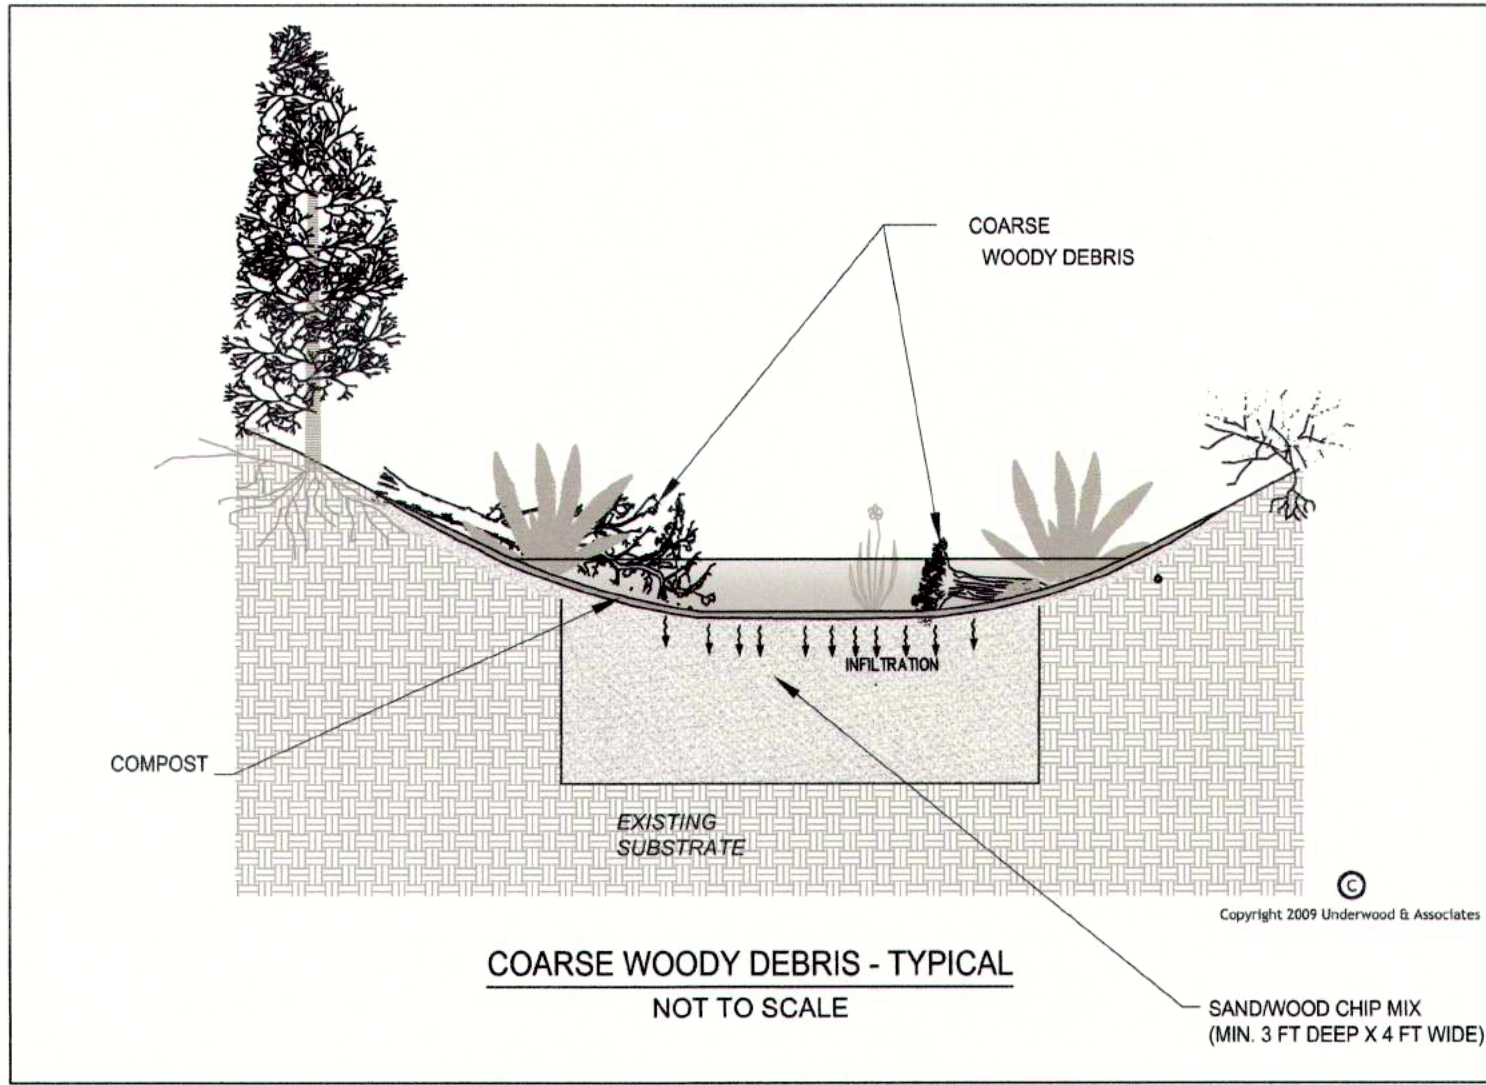 COARSE
WOODY DEBRIS
INFILTRATION
COMPOST
EXISTING
SUBSTRATE
©
Copyright 2009 Underwood & Associates
COARSE WOODY DEBRIS - TYPICAL
NOT TO SCALE
SAND/WOOD CHIP MIX
(MIN. 3 FT DEEP X 4 FT WIDE)